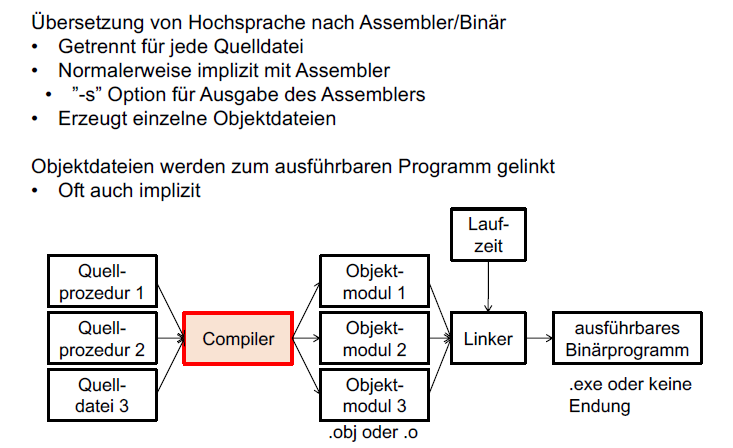 Übersetzung von Hochsprache nach Assembler/Binär
• Getrennt für jede Quelldatei
• Normalerweise implizit mit Assembler
• ”-s” Option für Ausgabe des Assemblers
• Erzeugt einzelne Objektdateien
Objektdateien werden zum ausführbaren Programm gelinkt
• Oft auch implizit
Lauf-
zeit
Quell-
prozedur 1
Quell-
prozedur 2
Quell-
datei 3
Compiler
Objekt-
modul 1
Objekt-
modul 2
Objekt-
modul 3
.obj oder .o
Linker
ausführbares
Binärprogramm
.exe oder keine
Endung